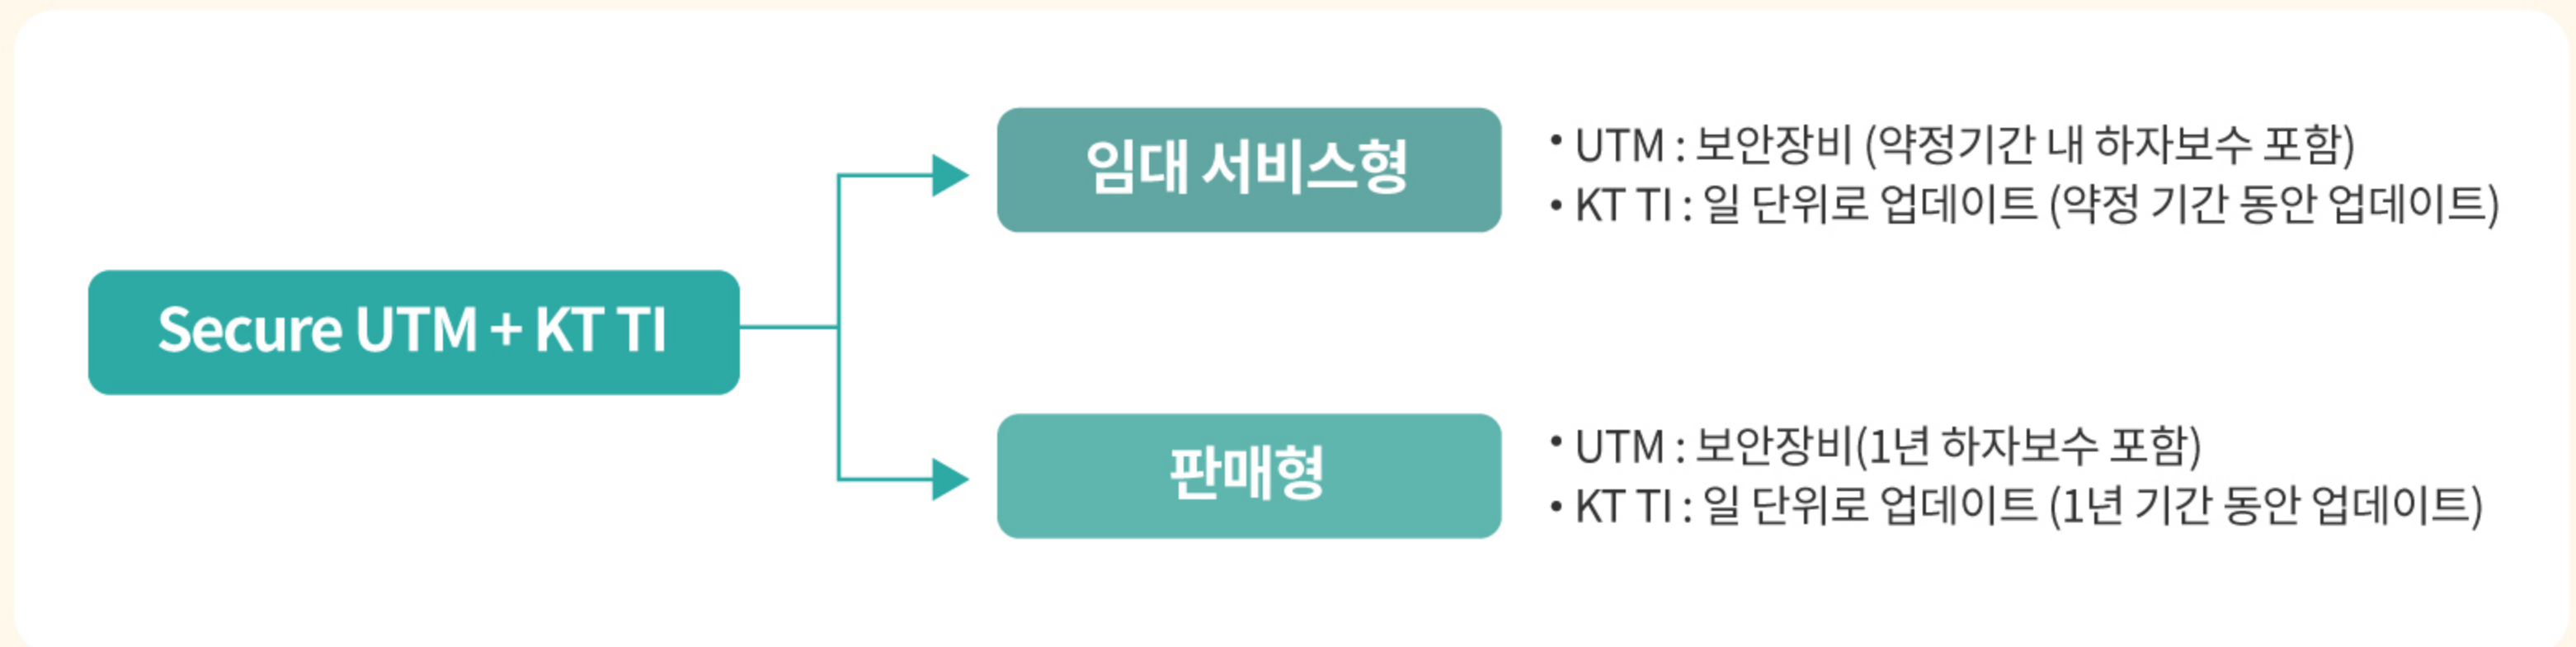 Secure UTM + KT TI
임대 서비스형
• UTM : 보안장비 (약정기간 내 하자보수 포함)
• KT TI : 일 단위로 업데이트 (약정 기간 동안 업데이트)
판매형
• UTM : 보안장비(1년 하자보수 포함)
• KT TI : 일 단위로 업데이트 (1년 기간 동안 업데이트)